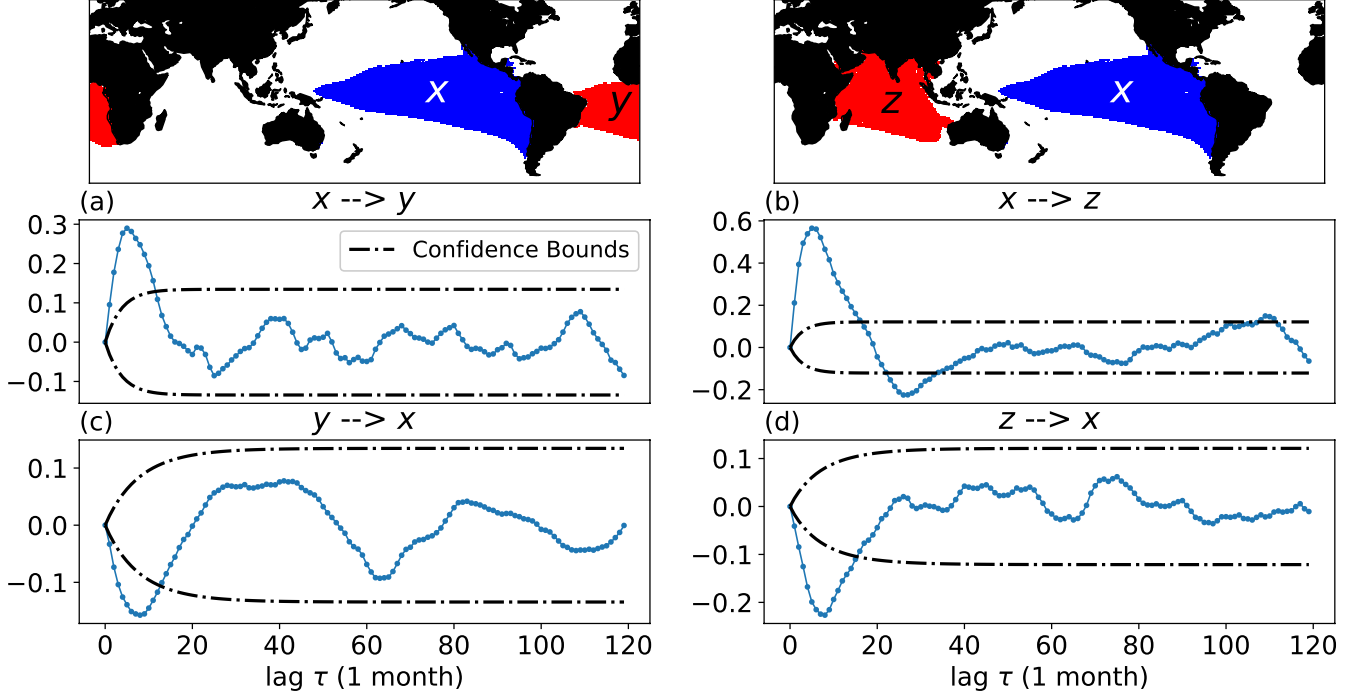 x y
z x
(a) x --> y
(b) x --> z
0.3
0.2
0.1
0.0
−0.1
Confidence Bounds
0.6
0.4
0.2
0.0
−0.2
(c) y --> x
(d) z --> x
0.1
0.0
−0.1
0.1
0.0
−0.1
−0.2
0 20 40 60 80 100 120
0 20 40 60 80 100 120
lag τ (1 month)
lag τ (1 month)